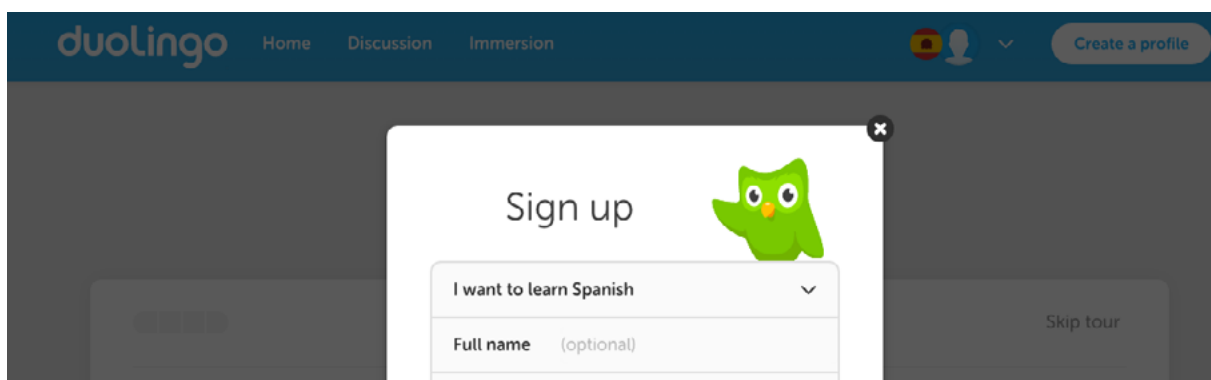 duolingo Home Discussion Immersion Create a profile
Sign up
I want to learn Spanish
Skip tour
Full name (optional)